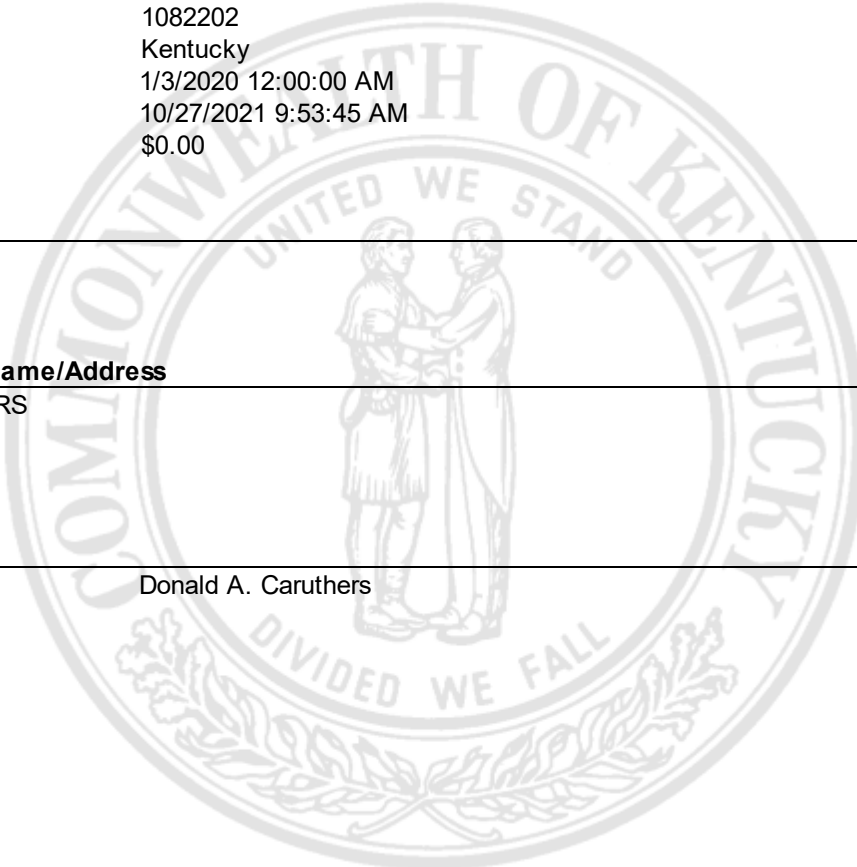 1082202
Kentucky
1/3/2020 12:00:00 AM
10/27/2021 9:53:45 AM
$0.00
COMMONWEALTH OF KENTUCKY
UNITED WE STAND
ame/Address
RS
Donald A. Caruthers
DIVIDED WE FALL